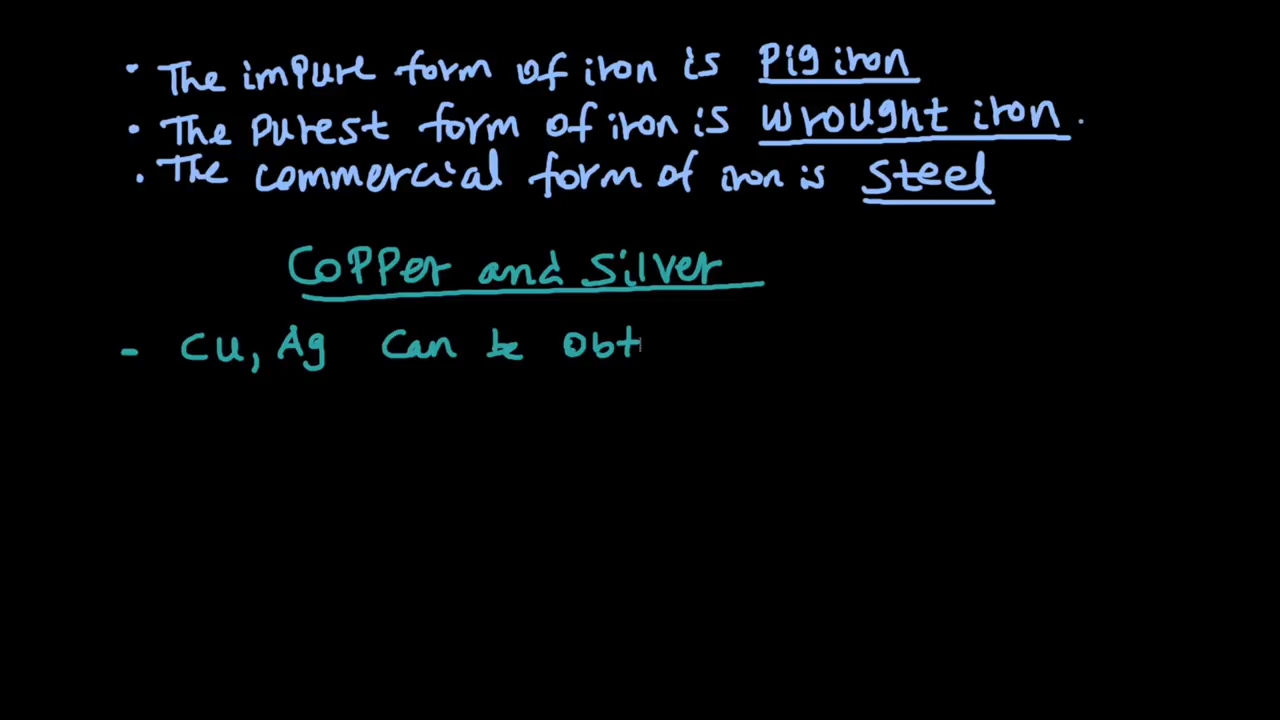 • The impure form of iron is Pig iron
• The purest form of iron is wrought iron.
• The commercial form of iron is steel
Copper and Silver
- Cu, Ag can be obt